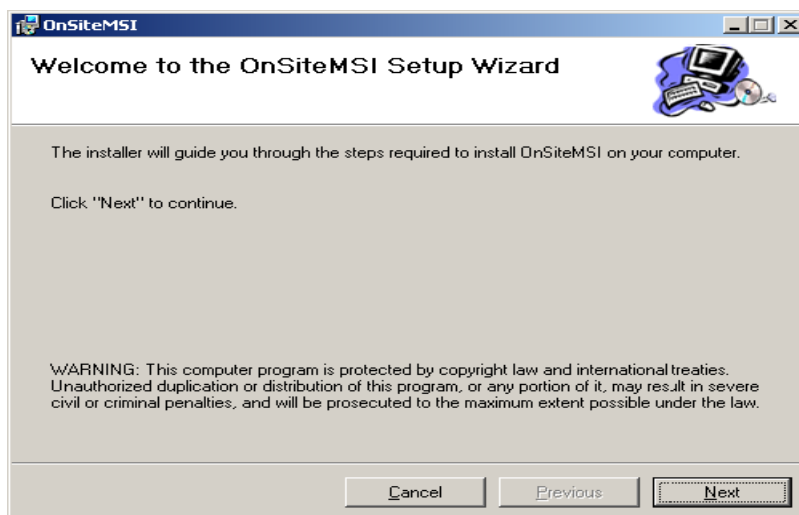 OnSiteMSI
Welcome to the OnSiteMSI Setup Wizard
The installer will guide you through the steps required to install OnSiteMSI on your computer.
Click "Next" to continue.
WARNING: This computer program is protected by copyright law and international treaties.
Unauthorized duplication or distribution of this program, or any portion of it, may result in severe
civil or criminal penalties, and will be prosecuted to the maximum extent possible under the law.
Cancel
Previous
Next